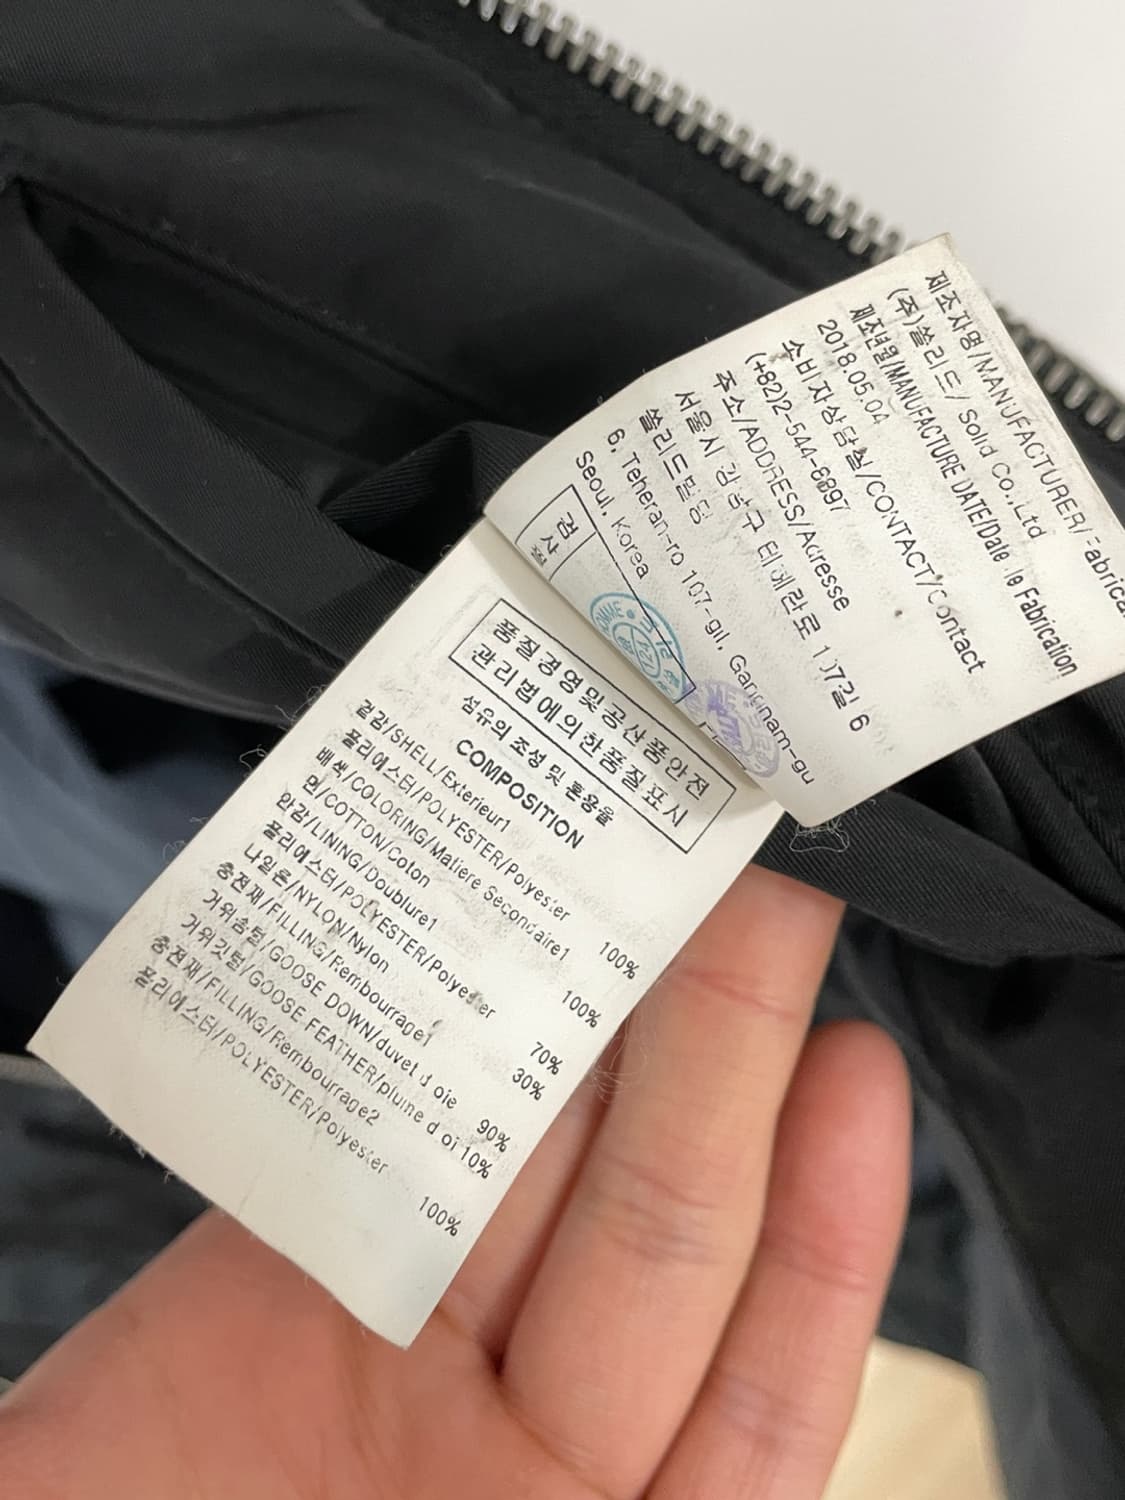 제조자명/MANUFACTURER/Fabrica
(주)쏠리드/ Solid Co.,Ltd
제조년월/MANUFACTURE DATE/Date de Fabrication
2018.05.04
소비자상담실/CONTACT/Contact
(+82)2-544-6897
주소/ADDRESS/Adresse
서울시 강남구 테헤란로 107길 6
쏠리드빌딩
6, Teheran-ro 107-gil, Gangnam-gu
Seoul, Korea
검사
124
품질경영및공산품안전
관리법에의한품질표시
섬유의 조성 및 혼용율
COMPOSITION
겉감/SHELL/Exterieur1
폴리에스터/POLYESTER/Polyester 100%
배색/COLORING/Matiere Secondaire1
면/COTTON/Coton 100%
안감/LINING/Doublure1
폴리에스터/POLYESTER/Polyester 70%
나일론/NYLON/Nylon 30%
충전재/FILLING/Rembourrage1
거위솜털/GOOSE DOWN/duvet d oie 90%
거위깃털/GOOSE FEATHER/plume d oi 10%
충전재/FILLING/Rembourrage2
폴리에스터/POLYESTER/Polyester 100%